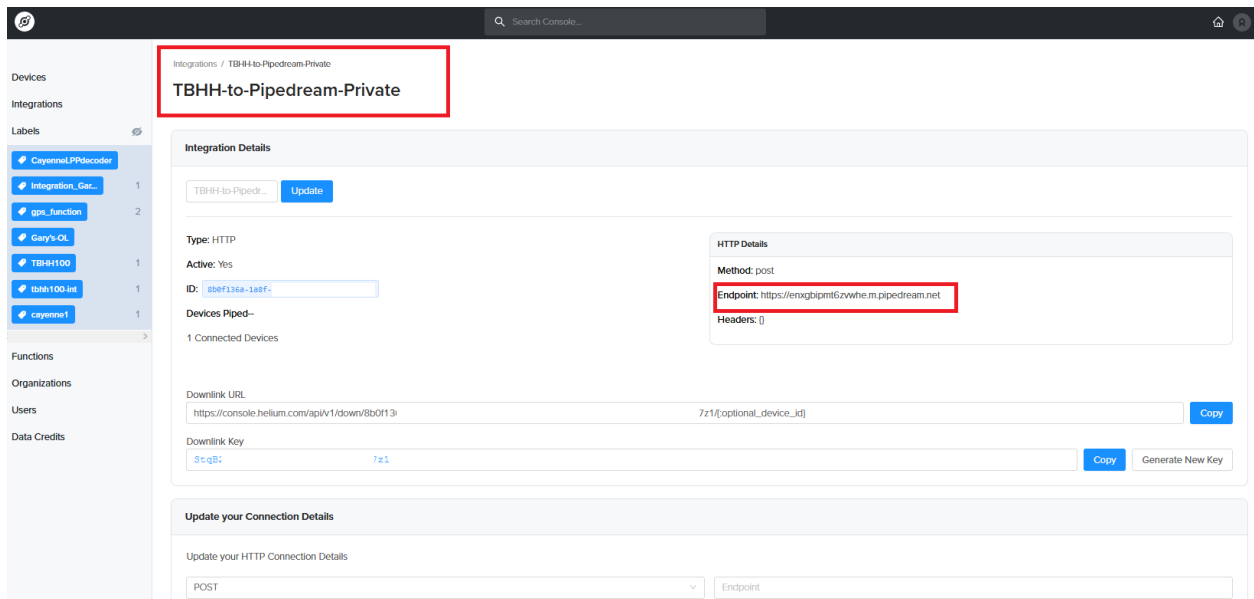 Search Console...
R
Devices
Integrations
Labels
CayenneLPPdecoder
Integration_Gar... 1
gps_function 2
Gary's-OL
TBHH100 1
tbhh100-int 1
cayenne1 1
Functions
Organizations
Users
Data Credits
Integrations / TBHH-to-Pipedream-Private
TBHH-to-Pipedream-Private
Integration Details
TBHH-to-Pipedr... Update
Type: HTTP
Active: Yes
ID: 8b0f136a-1a8f-
Devices Piped--
1 Connected Devices
HTTP Details
Method: post
Endpoint: https://enxgbipmt6zvwhe.m.pipedream.net
Headers: {}
Downlink URL
https://console.helium.com/api/v1/down/8b0f13 7z1/{:optional_device_id} Copy
Downlink Key
StqB 7z1 Copy Generate New Key
Update your Connection Details
Update your HTTP Connection Details
POST Endpoint